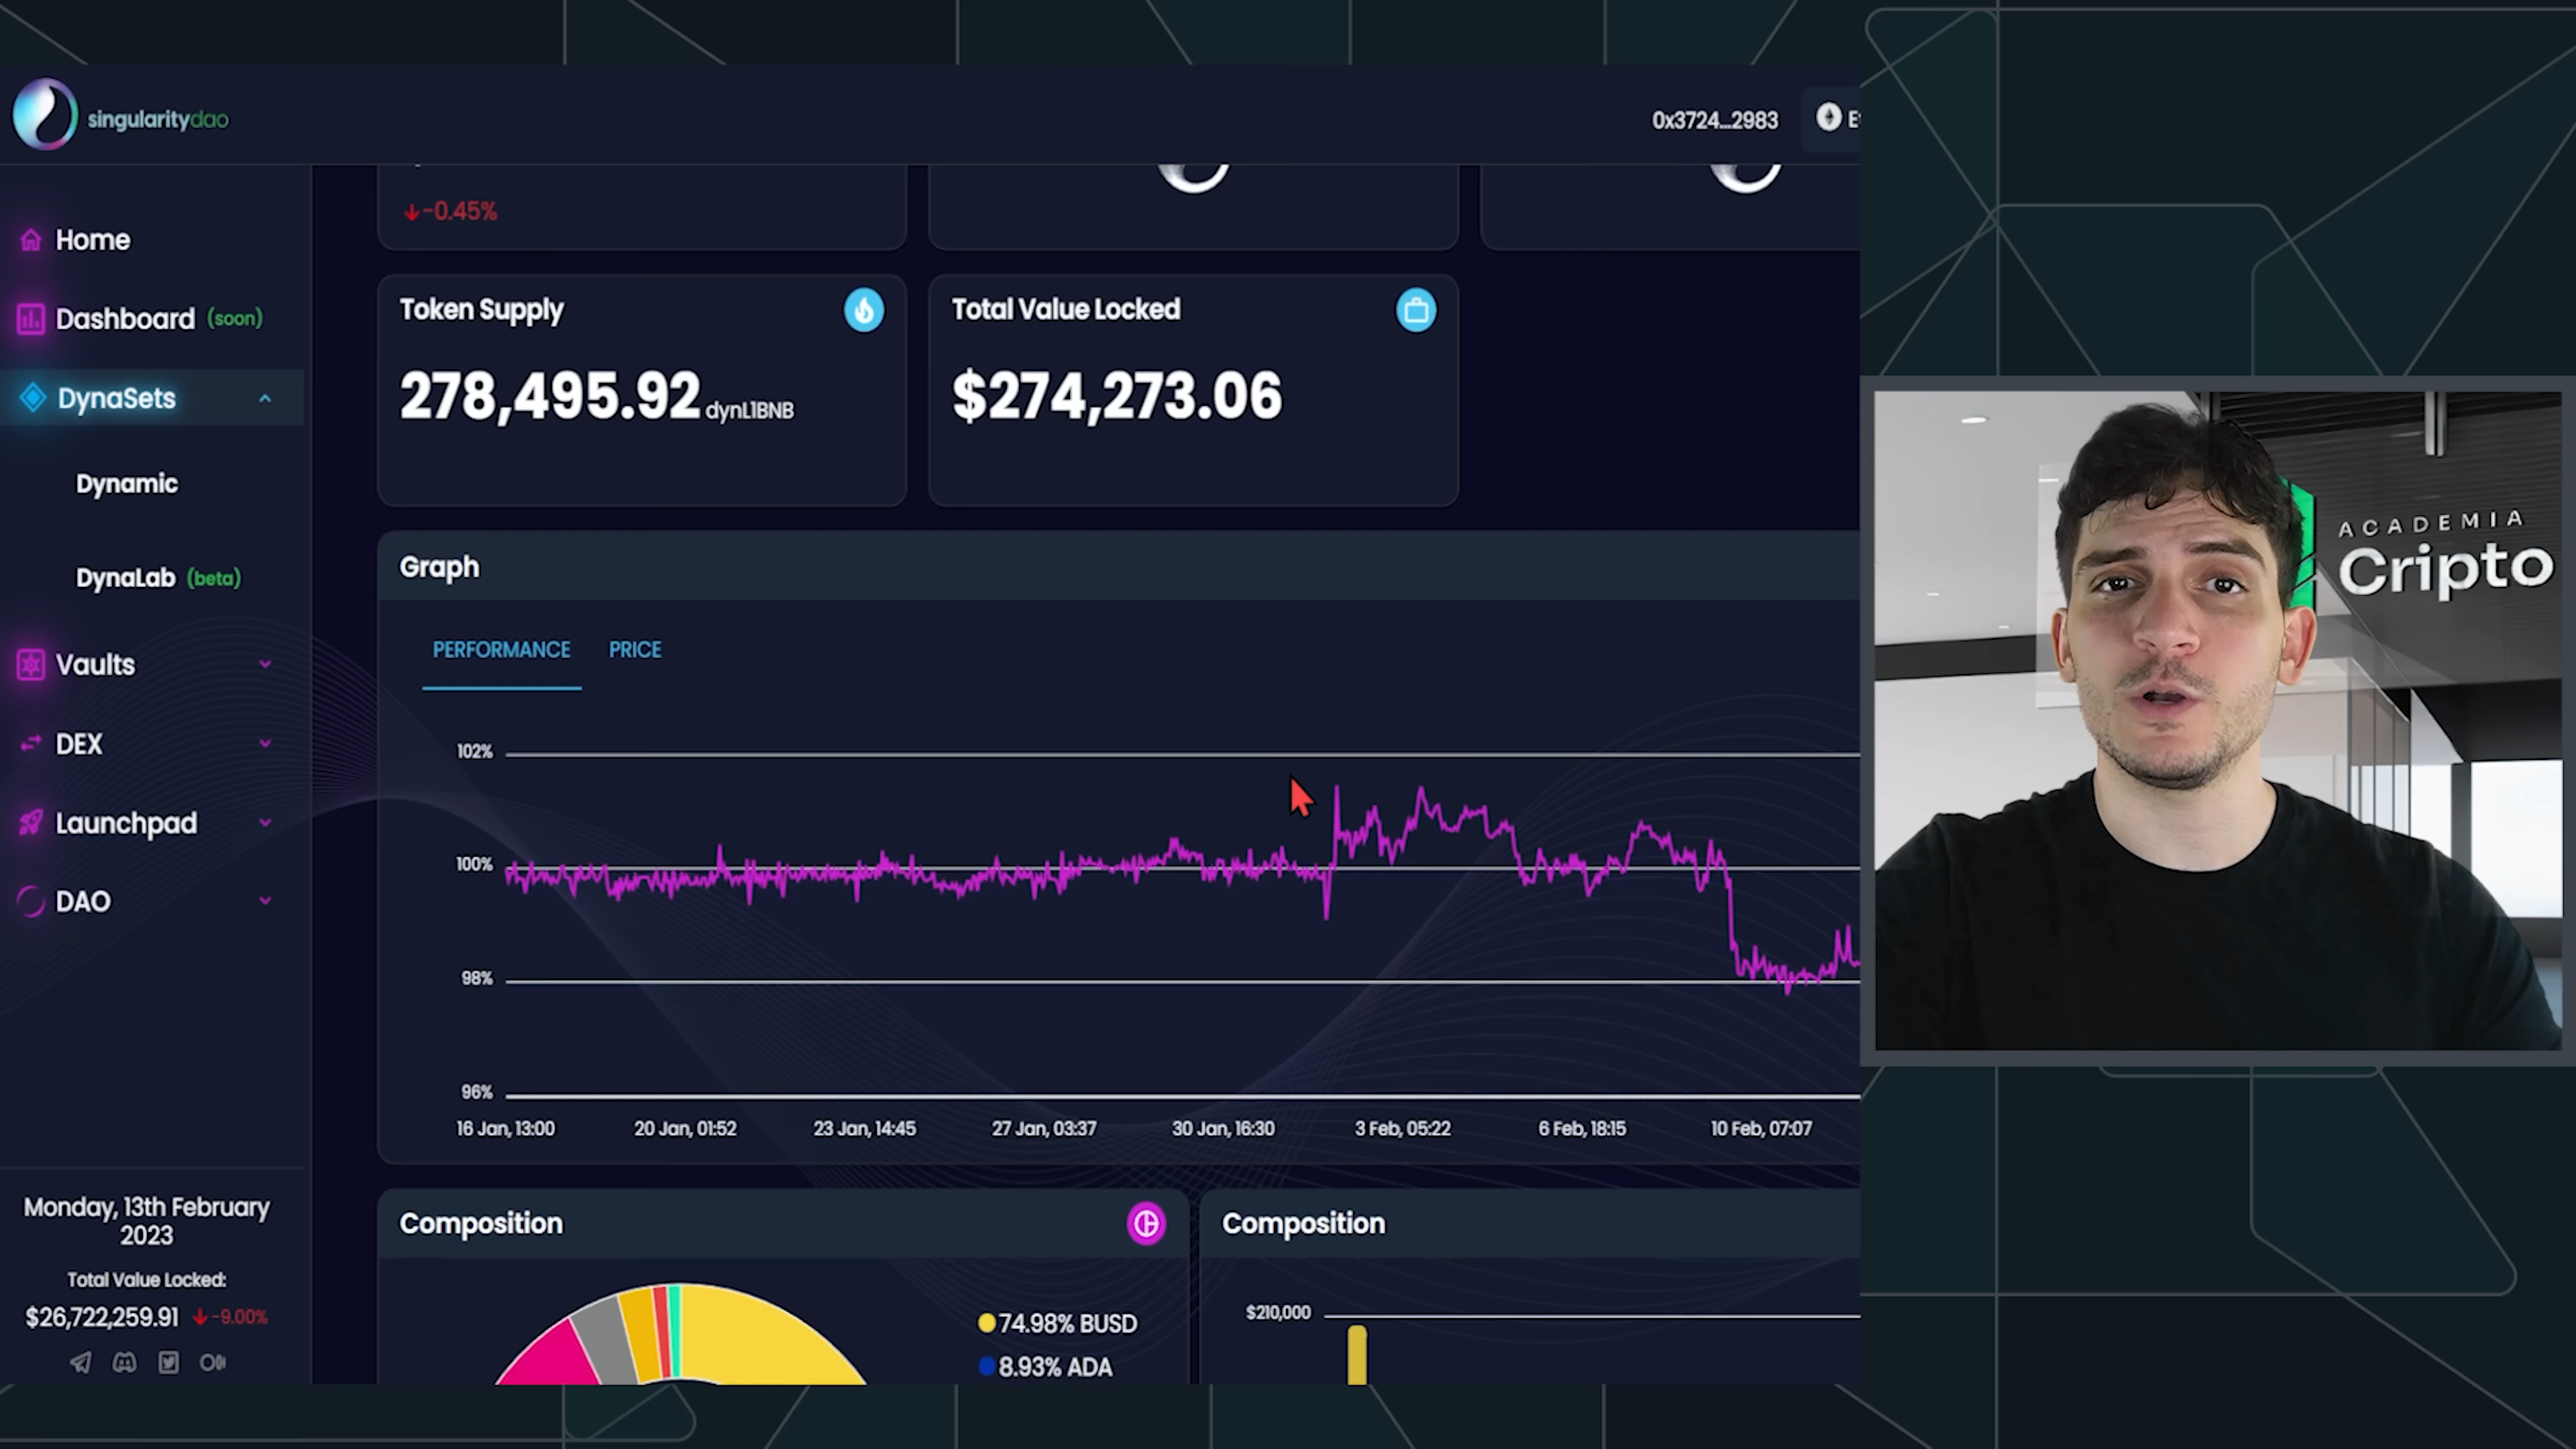 singularitydao
0x3724...2983
Home
Dashboard (soon)
DynaSets
Dynamic
DynaLab (beta)
Vaults
DEX
Launchpad
DAO
Monday, 13th February
2023
Total Value Locked:
$26,722,259.91 -9.00%
-0.45%
Token Supply
278,495.92 dynL1BNB
Total Value Locked
$274,273.06
Graph
PERFORMANCE PRICE
102%
100%
98%
96%
16 Jan, 13:00 20 Jan, 01:52 23 Jan, 14:45 27 Jan, 03:37 30 Jan, 16:30 3 Feb, 05:22 6 Feb, 18:15 10 Feb, 07:07
Composition
74.98% BUSD
8.93% ADA
Composition
$210,000
ACADEMIA
Cripto